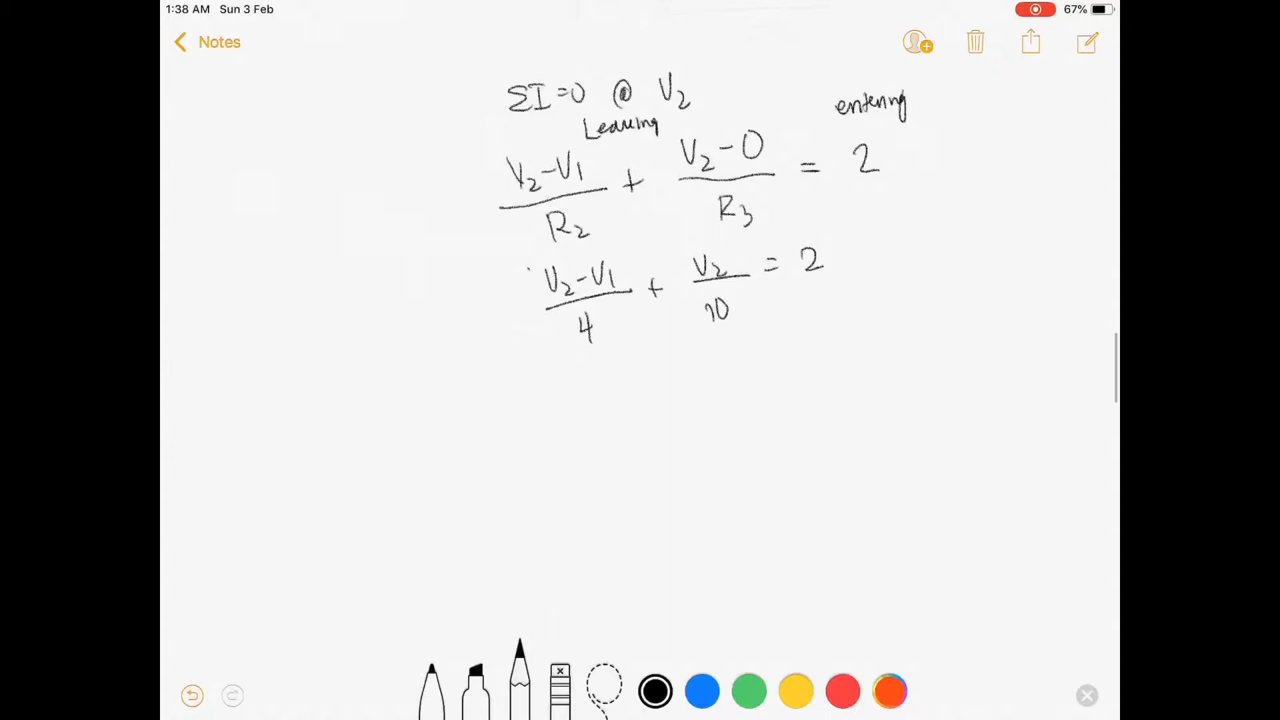 1:38 AM Sun 3 Feb 67%
Notes
ΣI=0 @ V₂
Leaving entering
(V₂-V₁)/R₂ + (V₂-0)/R₃ = 2
(V₂-V₁)/4 + V₂/10 = 2